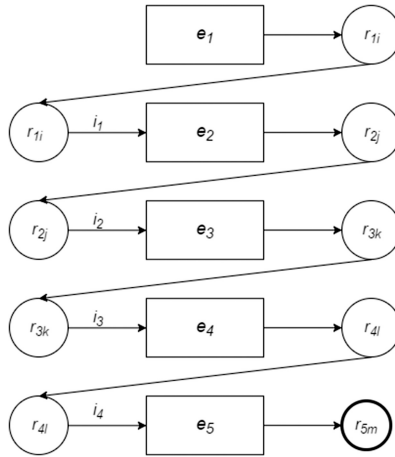 e1 r1i
r1i i1 e2 r2j
r2j i2 e3 r3k
r3k i3 e4 r4l
r4l i4 e5 r5m